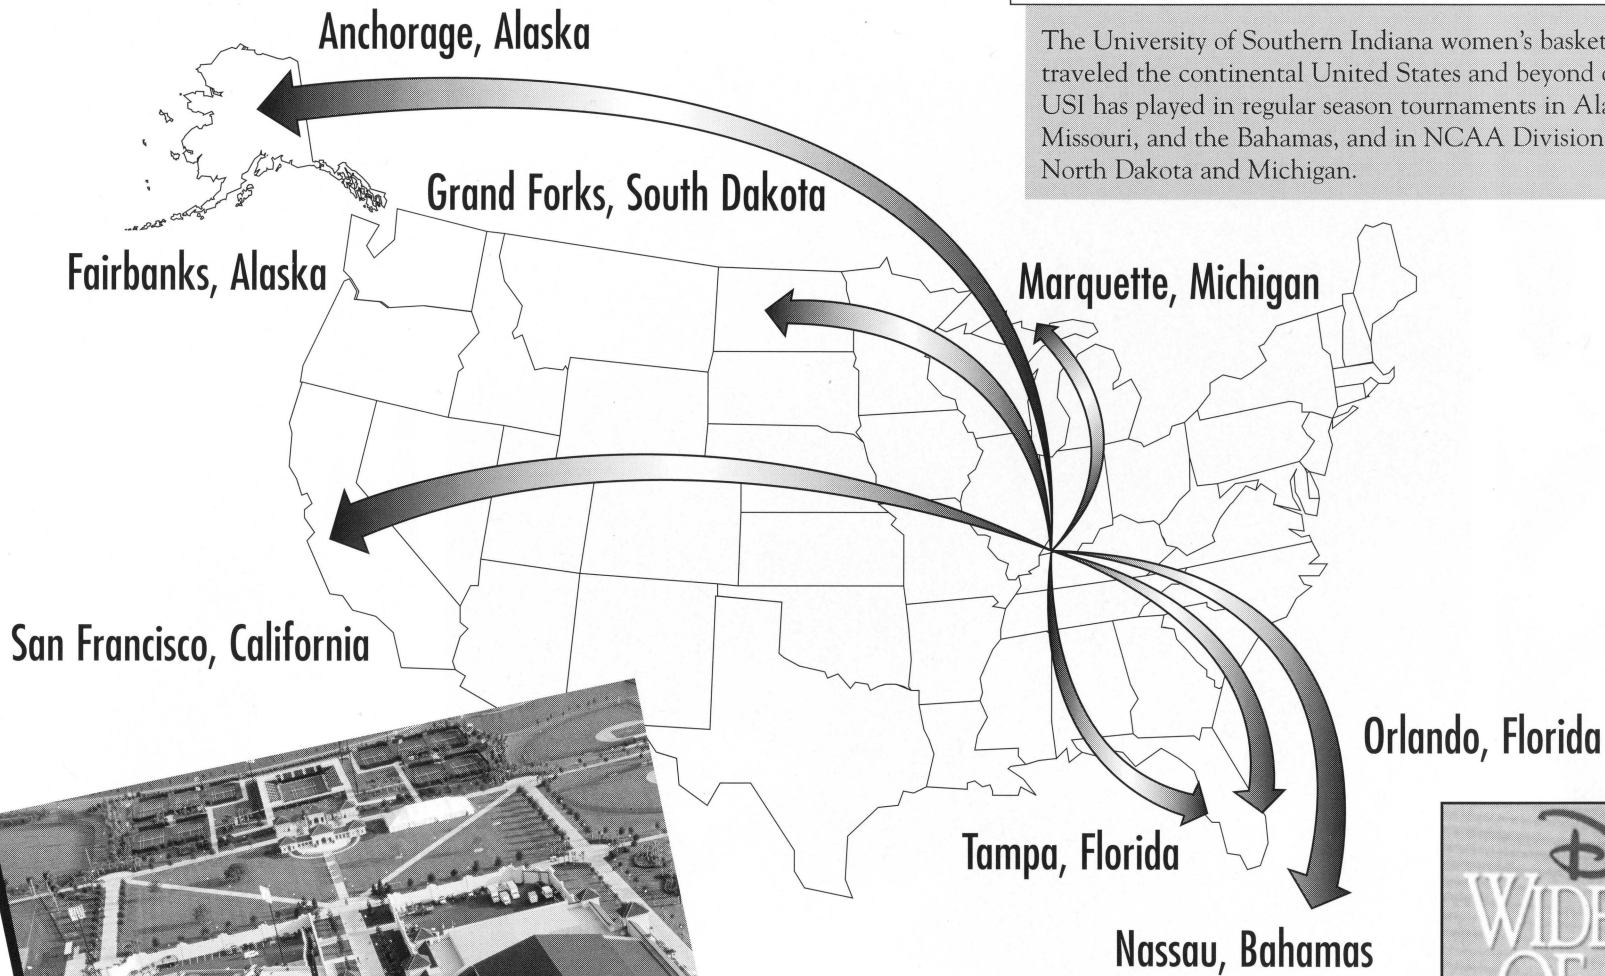 Anchorage, Alaska
The University of Southern Indiana women's
traveled the continental United States and beyond
USI has played in regular season tournaments in
Missouri, and the Bahamas, and in NCAA Division
North Dakota and Michigan.
Grand Forks, South Dakota
Fairbanks, Alaska
Marquette, Michigan
San Francisco, California
Orlando, Florida
Tampa, Florida
Nassau, Bahamas
WIDE
OF